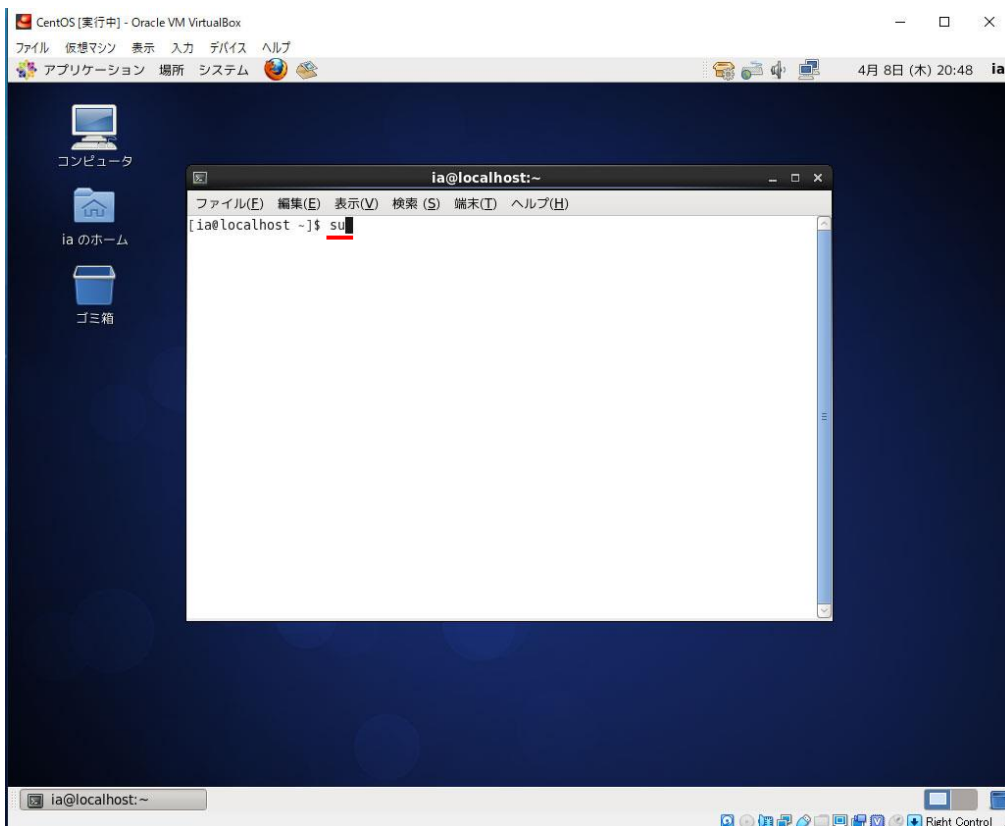 CentOS [実行中] - Oracle VM VirtualBox
ファイル 仮想マシン 表示 入力 デバイス ヘルプ
アプリケーション 場所 システム 4月 8日 (木) 20:48 ia
コンピュータ
ia のホーム
ゴミ箱
ia@localhost:~
ファイル(F) 編集(E) 表示(V) 検索 (S) 端末(T) ヘルプ(H)
[ia@localhost ~]$ su
ia@localhost:~
Right Control